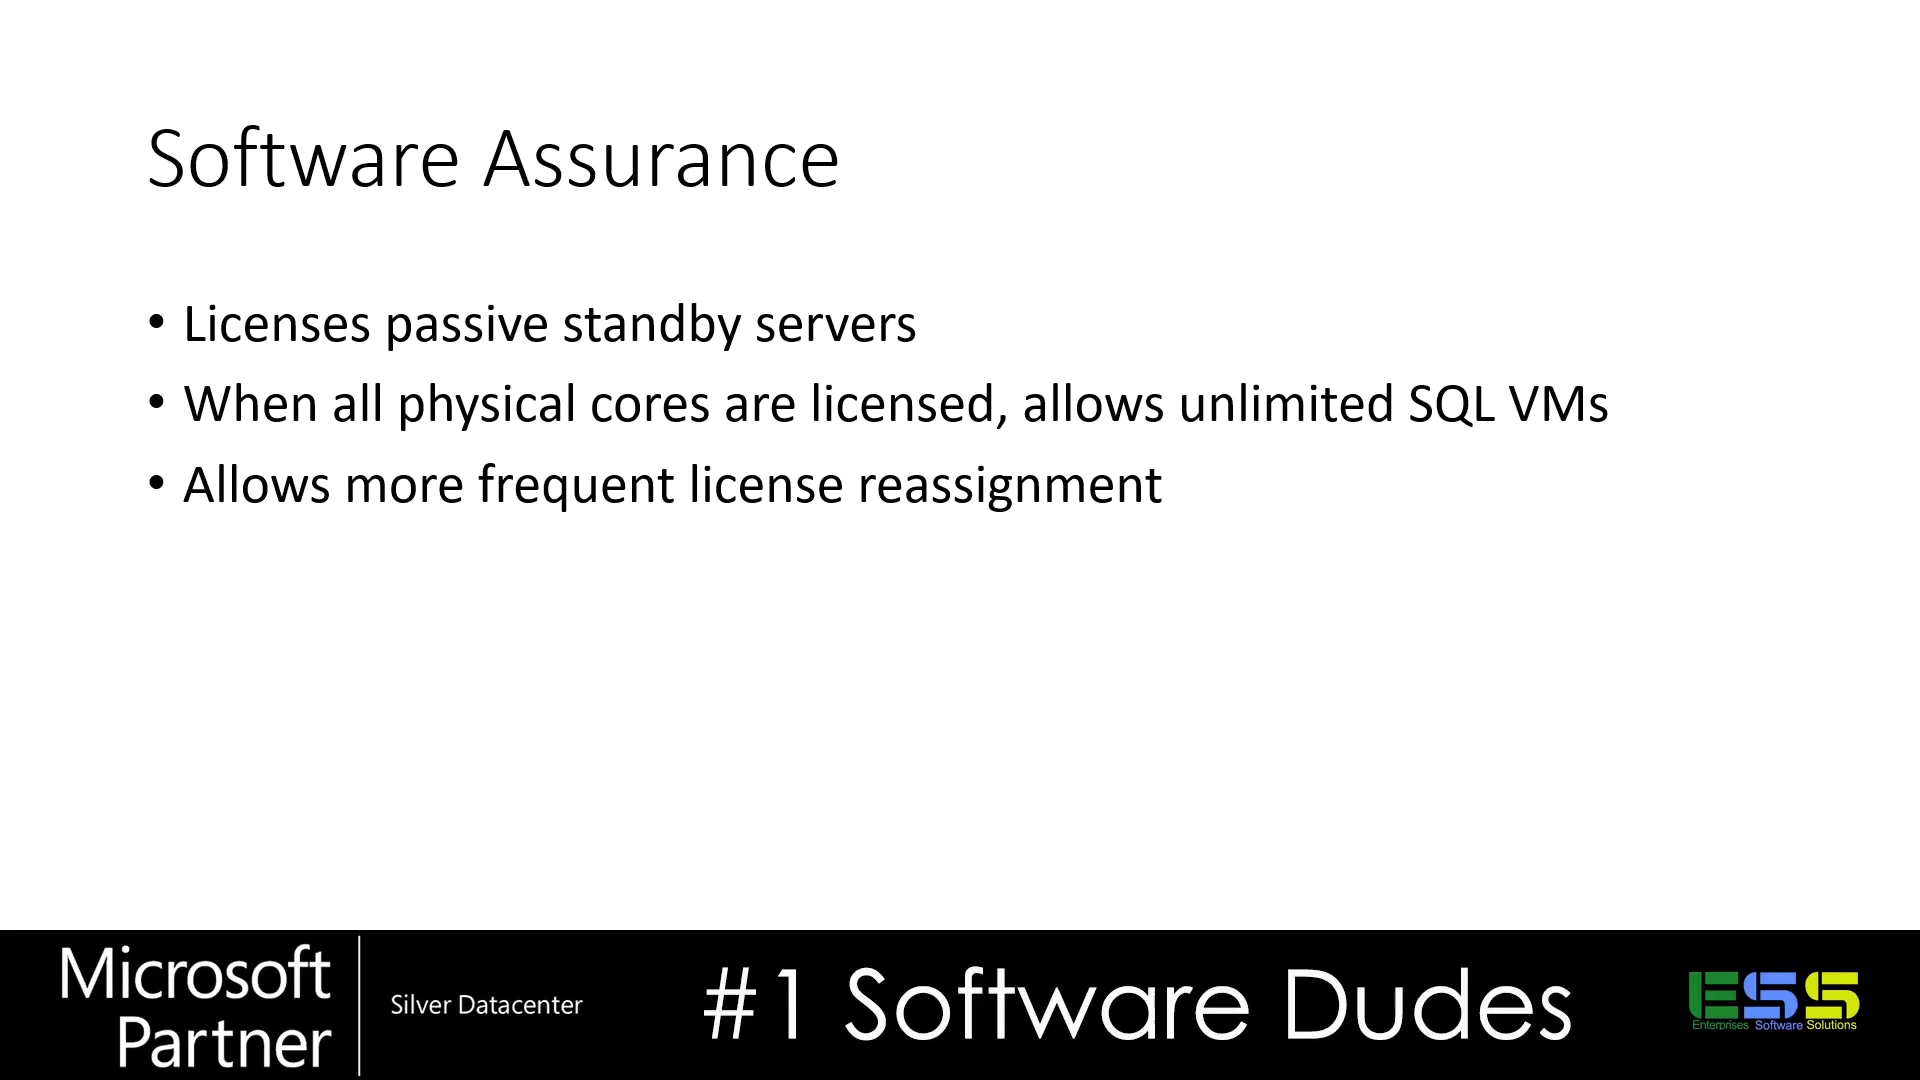 Software Assurance
• Licenses passive standby servers
• When all physical cores are licensed, allows unlimited SQL VMs
• Allows more frequent license reassignment
Microsoft
Partner
Silver Datacenter
#1 Software Dudes
ESS
Enterprises Software Solutions